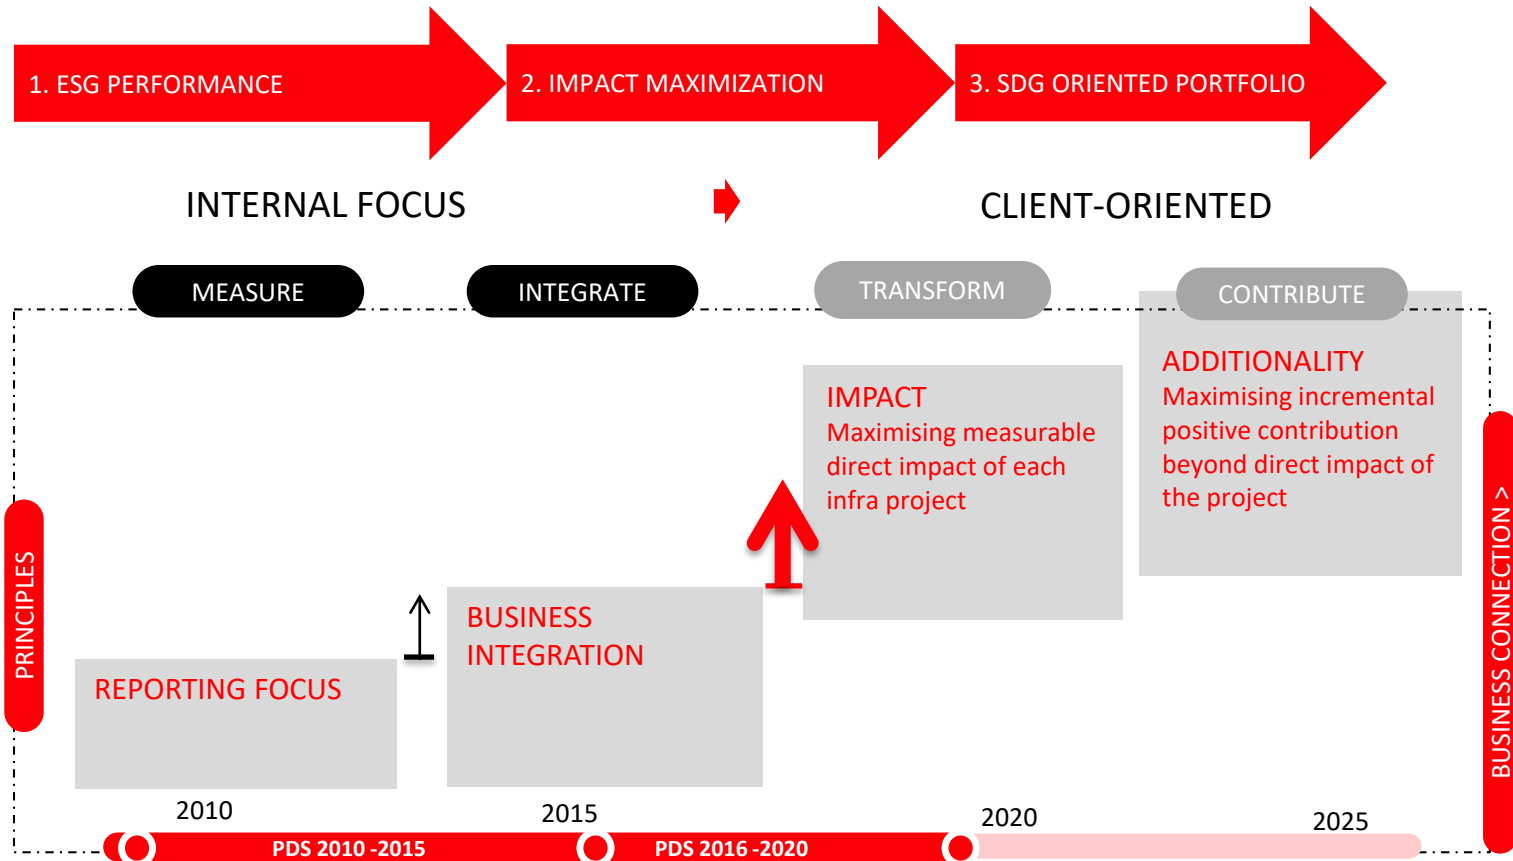 1. ESG PERFORMANCE
2. IMPACT MAXIMIZATION
3. SDG ORIENTED PORTFOLIO
INTERNAL FOCUS
CLIENT-ORIENTED
MEASURE
INTEGRATE
TRANSFORM
CONTRIBUTE
PRINCIPLES
REPORTING FOCUS
BUSINESS
INTEGRATION
IMPACT
Maximising measurable
direct impact of each
infra project
ADDITIONALITY
Maximising incremental
positive contribution
beyond direct impact of
the project
BUSINESS CONNECTION >
2010
2015
2020
2025
PDS 2010 -2015
PDS 2016 -2020